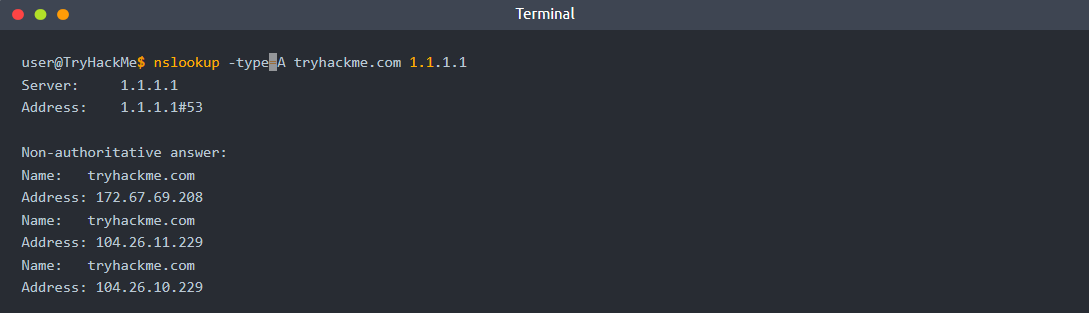 Terminal
user@TryHackMe$ nslookup -type=A tryhackme.com 1.1.1.1
Server: 1.1.1.1
Address: 1.1.1.1#53
Non-authoritative answer:
Name: tryhackme.com
Address: 172.67.69.208
Name: tryhackme.com
Address: 104.26.11.229
Name: tryhackme.com
Address: 104.26.10.229